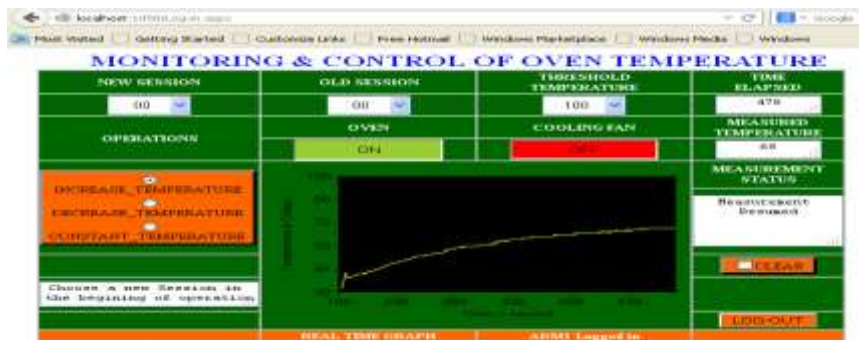 localhost
Most Visited Getting Started Customize Links Free Hotmail Windows Marketplace Windows Media Windows
MONITORING & CONTROL OF OVEN TEMPERATURE
NEW SESSION OLD SESSION THRESHOLD TEMPERATURE TIME ELAPSED
00 00 100 478
OPERATIONS OVEN COOLING FAN MEASURED TEMPERATURE
ON OFF 68
MEASUREMENT STATUS
INCREASE_TEMPERATURE
DECREASE_TEMPERATURE
CONSTANT_TEMPERATURE
Measurement
Resumed
CLEAR
Choose a new Session in
the begining of operation
LOG-OUT
REAL TIME GRAPH Logged in